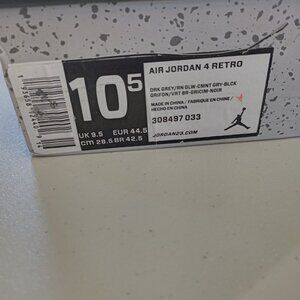 AIR JORDAN 4 RETRO
10⁵
DRK GREY/RN GLW-CMNT GRY-BLCK
GRIFON/VRT BR-GRICINI-NOIR
MADE IN CHINA / FABRIQUE EN CHINE /
HECHO EN CHINA
308497 033
UK 9.5 EUR 44.5
CM 28.5 BR 42.5
JORDAN23.COM